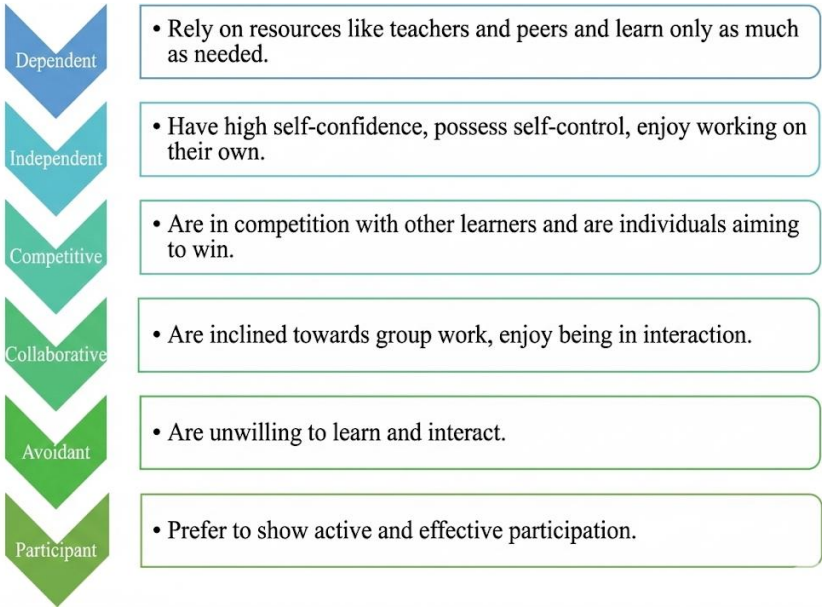 Dependent
• Rely on resources like teachers and peers and learn only as much
as needed.
Independent
• Have high self-confidence, possess self-control, enjoy working on
their own.
Competitive
• Are in competition with other learners and are individuals aiming
to win.
Collaborative
• Are inclined towards group work, enjoy being in interaction.
Avoidant
• Are unwilling to learn and interact.
Participant
• Prefer to show active and effective participation.